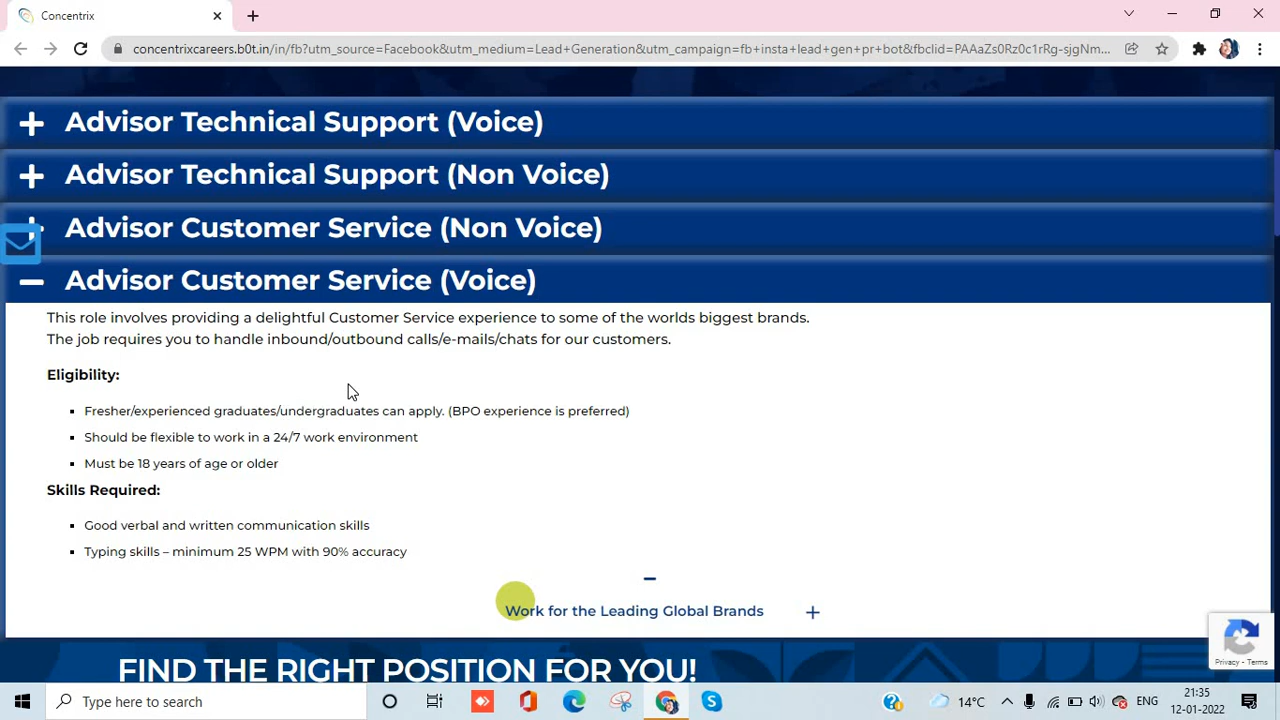 Concentrix
concentrixcareers.b0t.in/in/fb?utm_source=Facebook&utm_medium=Lead+Generation&utm_campaign=fb+insta+lead+gen+pr+bot&fbclid=PAAaZs0Rz0c1rRg-sjgNm...
Advisor Technical Support (Voice)
Advisor Technical Support (Non Voice)
Advisor Customer Service (Non Voice)
Advisor Customer Service (Voice)
This role involves providing a delightful Customer Service experience to some of the worlds biggest brands.
The job requires you to handle inbound/outbound calls/e-mails/chats for our customers.
Eligibility:
Fresher/experienced graduates/undergraduates can apply. (BPO experience is preferred)
Should be flexible to work in a 24/7 work environment
Must be 18 years of age or older
Skills Required:
Good verbal and written communication skills
Typing skills – minimum 25 WPM with 90% accuracy
Work for the Leading Global Brands
Privacy - Terms
FIND THE RIGHT POSITION FOR YOU!
Type here to search
14°C
ENG
21:35
12-01-2022